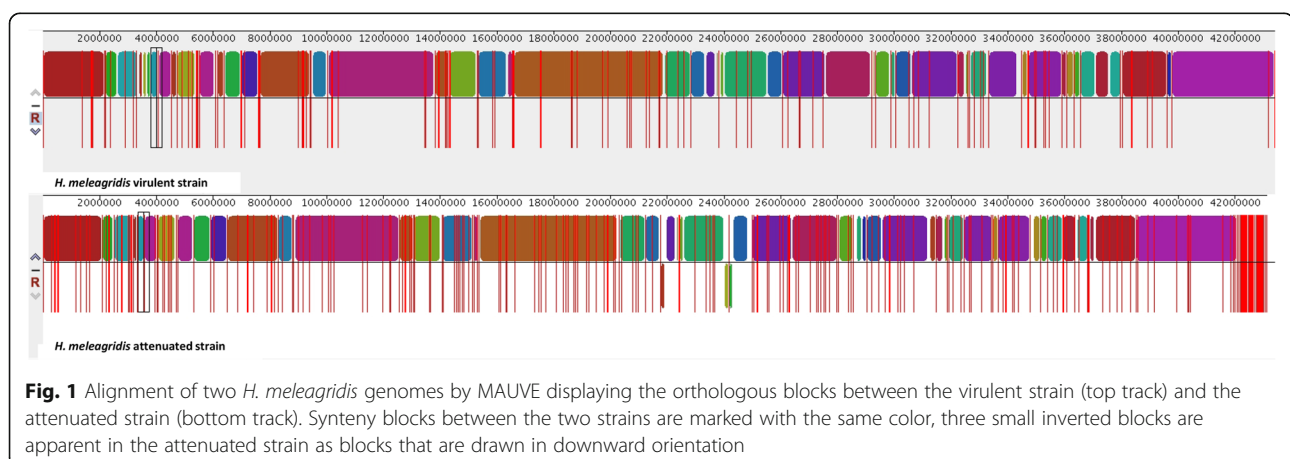 2000000 4000000 6000000 8000000 10000000 12000000 14000000 16000000 18000000 20000000 22000000 24000000 26000000 28000000 30000000 32000000 34000000 36000000 38000000 40000000 42000000
R
H. meleagridis virulent strain
2000000 4000000 6000000 8000000 10000000 12000000 14000000 16000000 18000000 20000000 22000000 24000000 26000000 28000000 30000000 32000000 34000000 36000000 38000000 40000000 42000000
R
H. meleagridis attenuated strain
Fig. 1 Alignment of two H. meleagridis genomes by MAUVE displaying the orthologous blocks between the virulent strain (top track) and the
attenuated strain (bottom track). Synteny blocks between the two strains are marked with the same color, three small inverted blocks are
apparent in the attenuated strain as blocks that are drawn in downward orientation